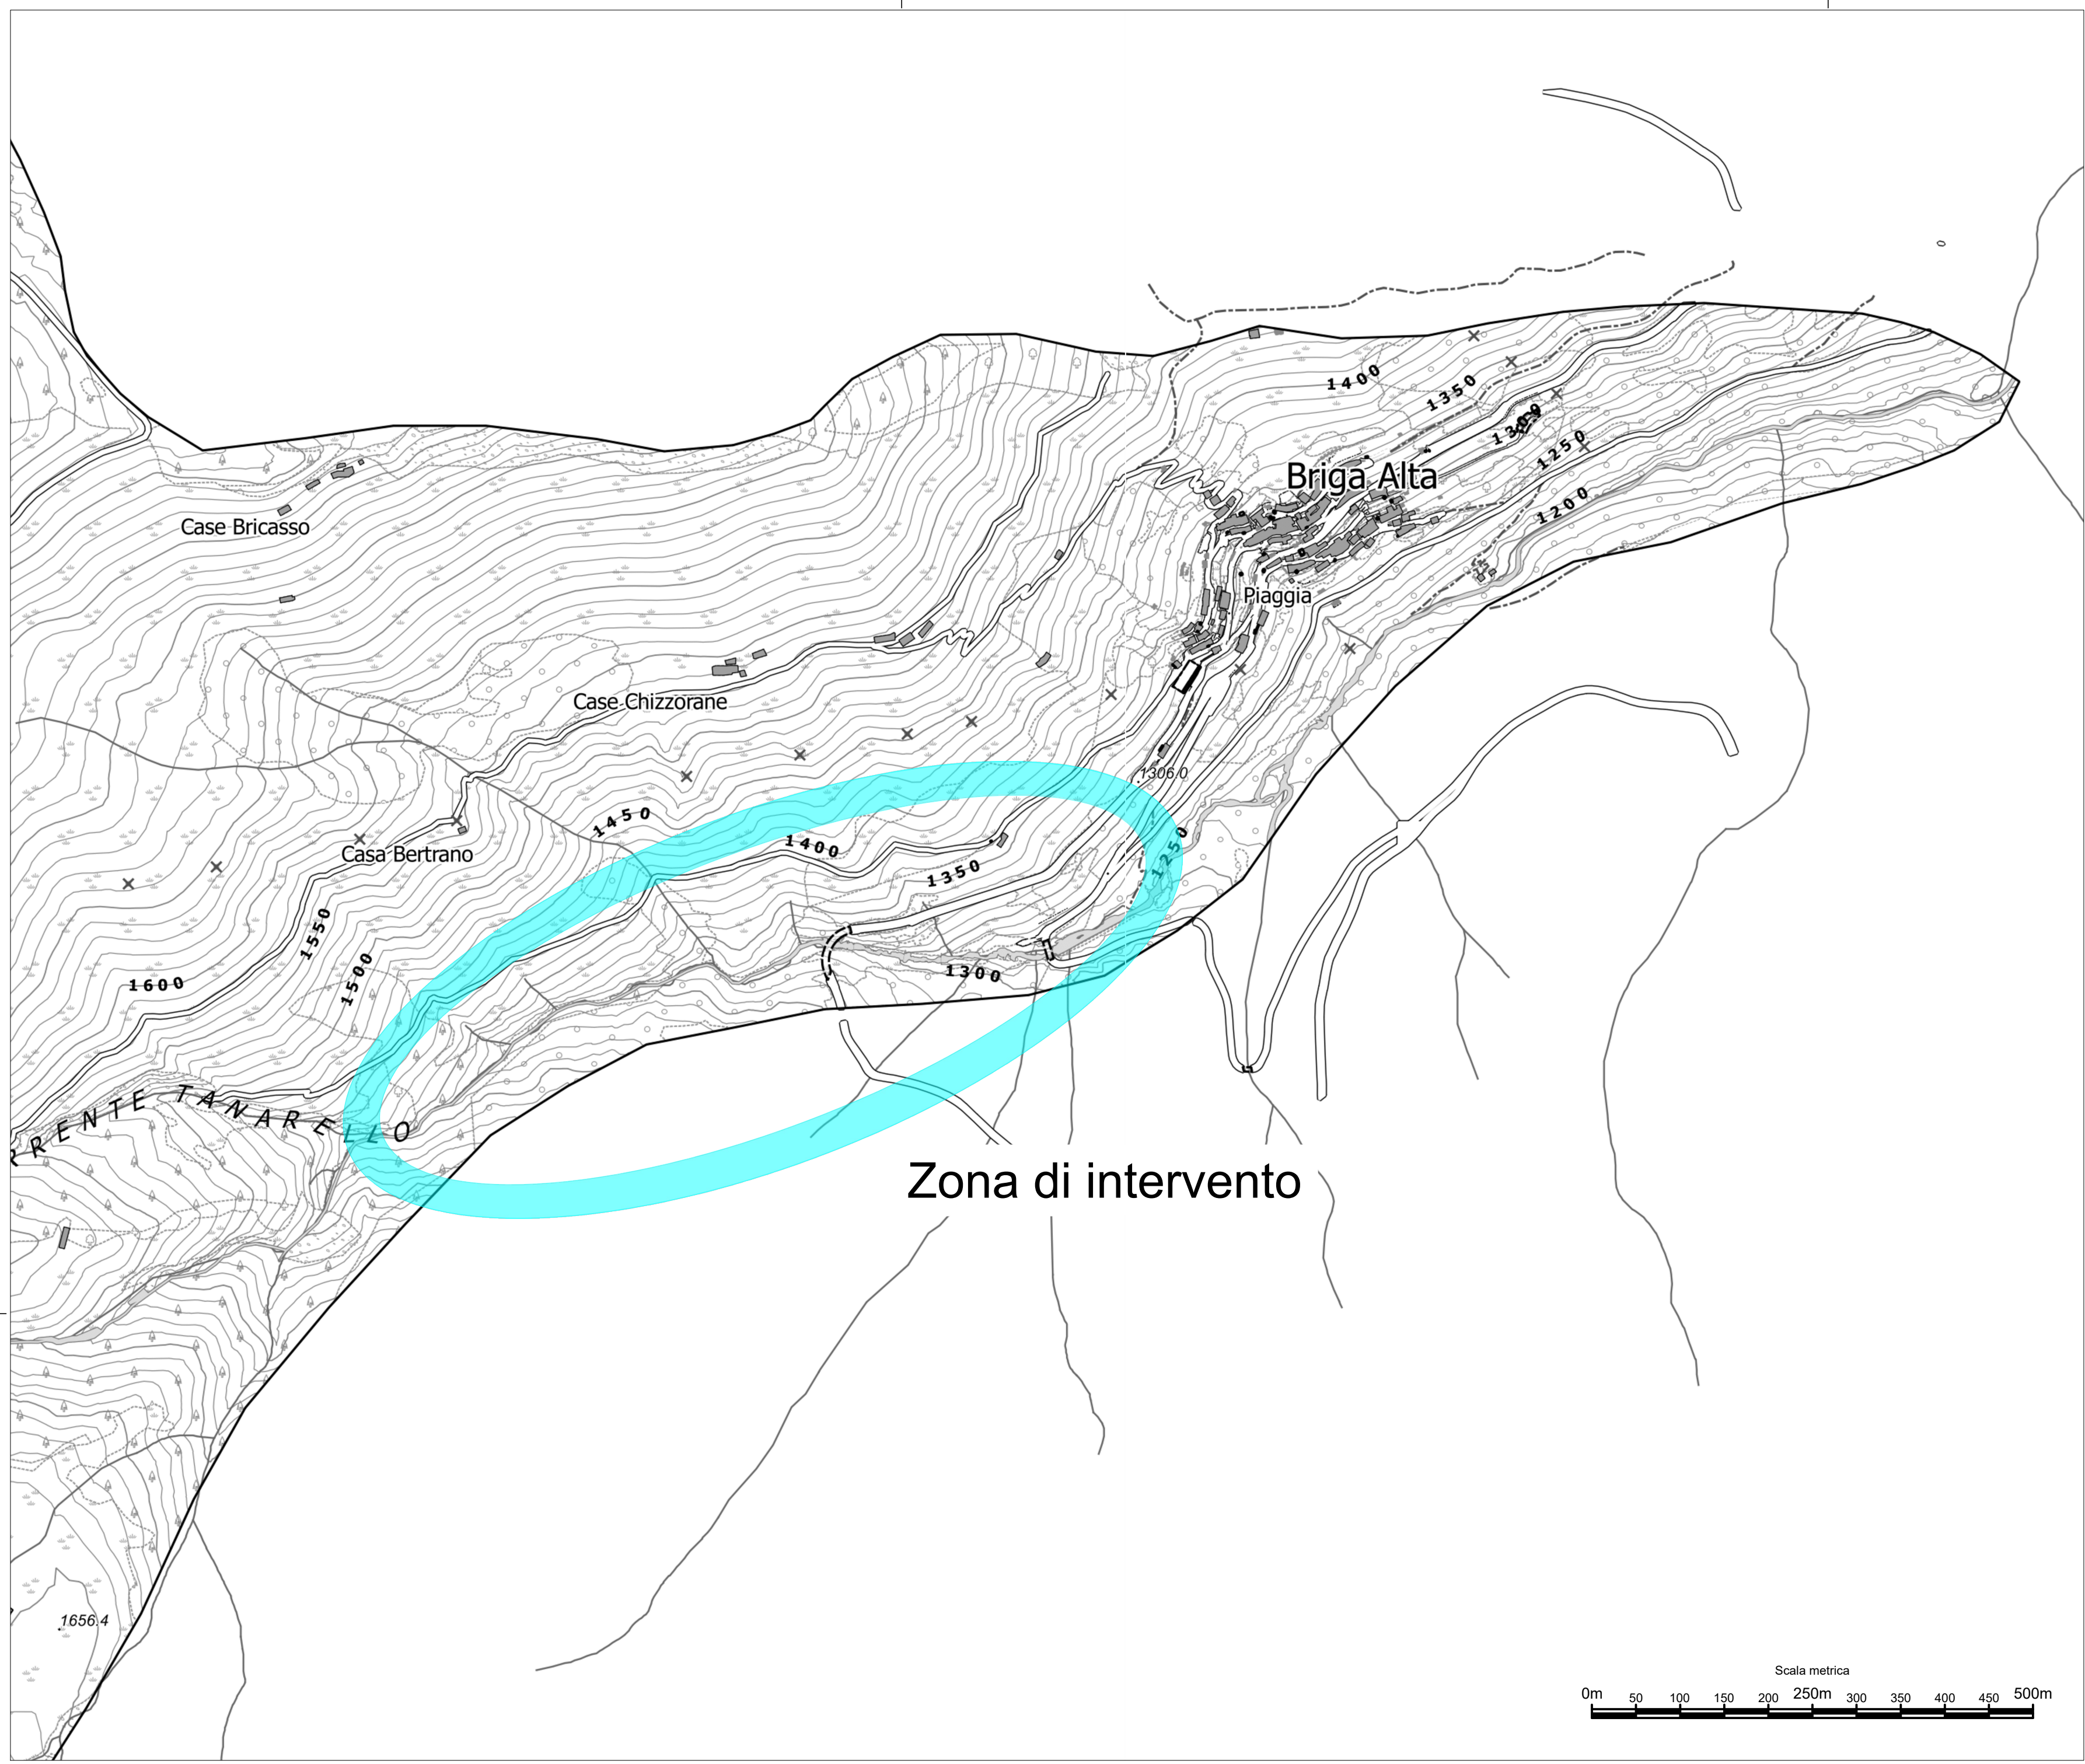 1400
1350
1300
1250
Briga Alta
1200
Case Bricasso
Piaggia
Case Chizzorane
1306.0
1450
1400
1250
Casa Bertrano
1350
1550
1500
1300
1600
RRENTE TANARELLO
Zona di intervento
1656.4
Scala metrica
0m 50 100 150 200 250m 300 350 400 450 500m